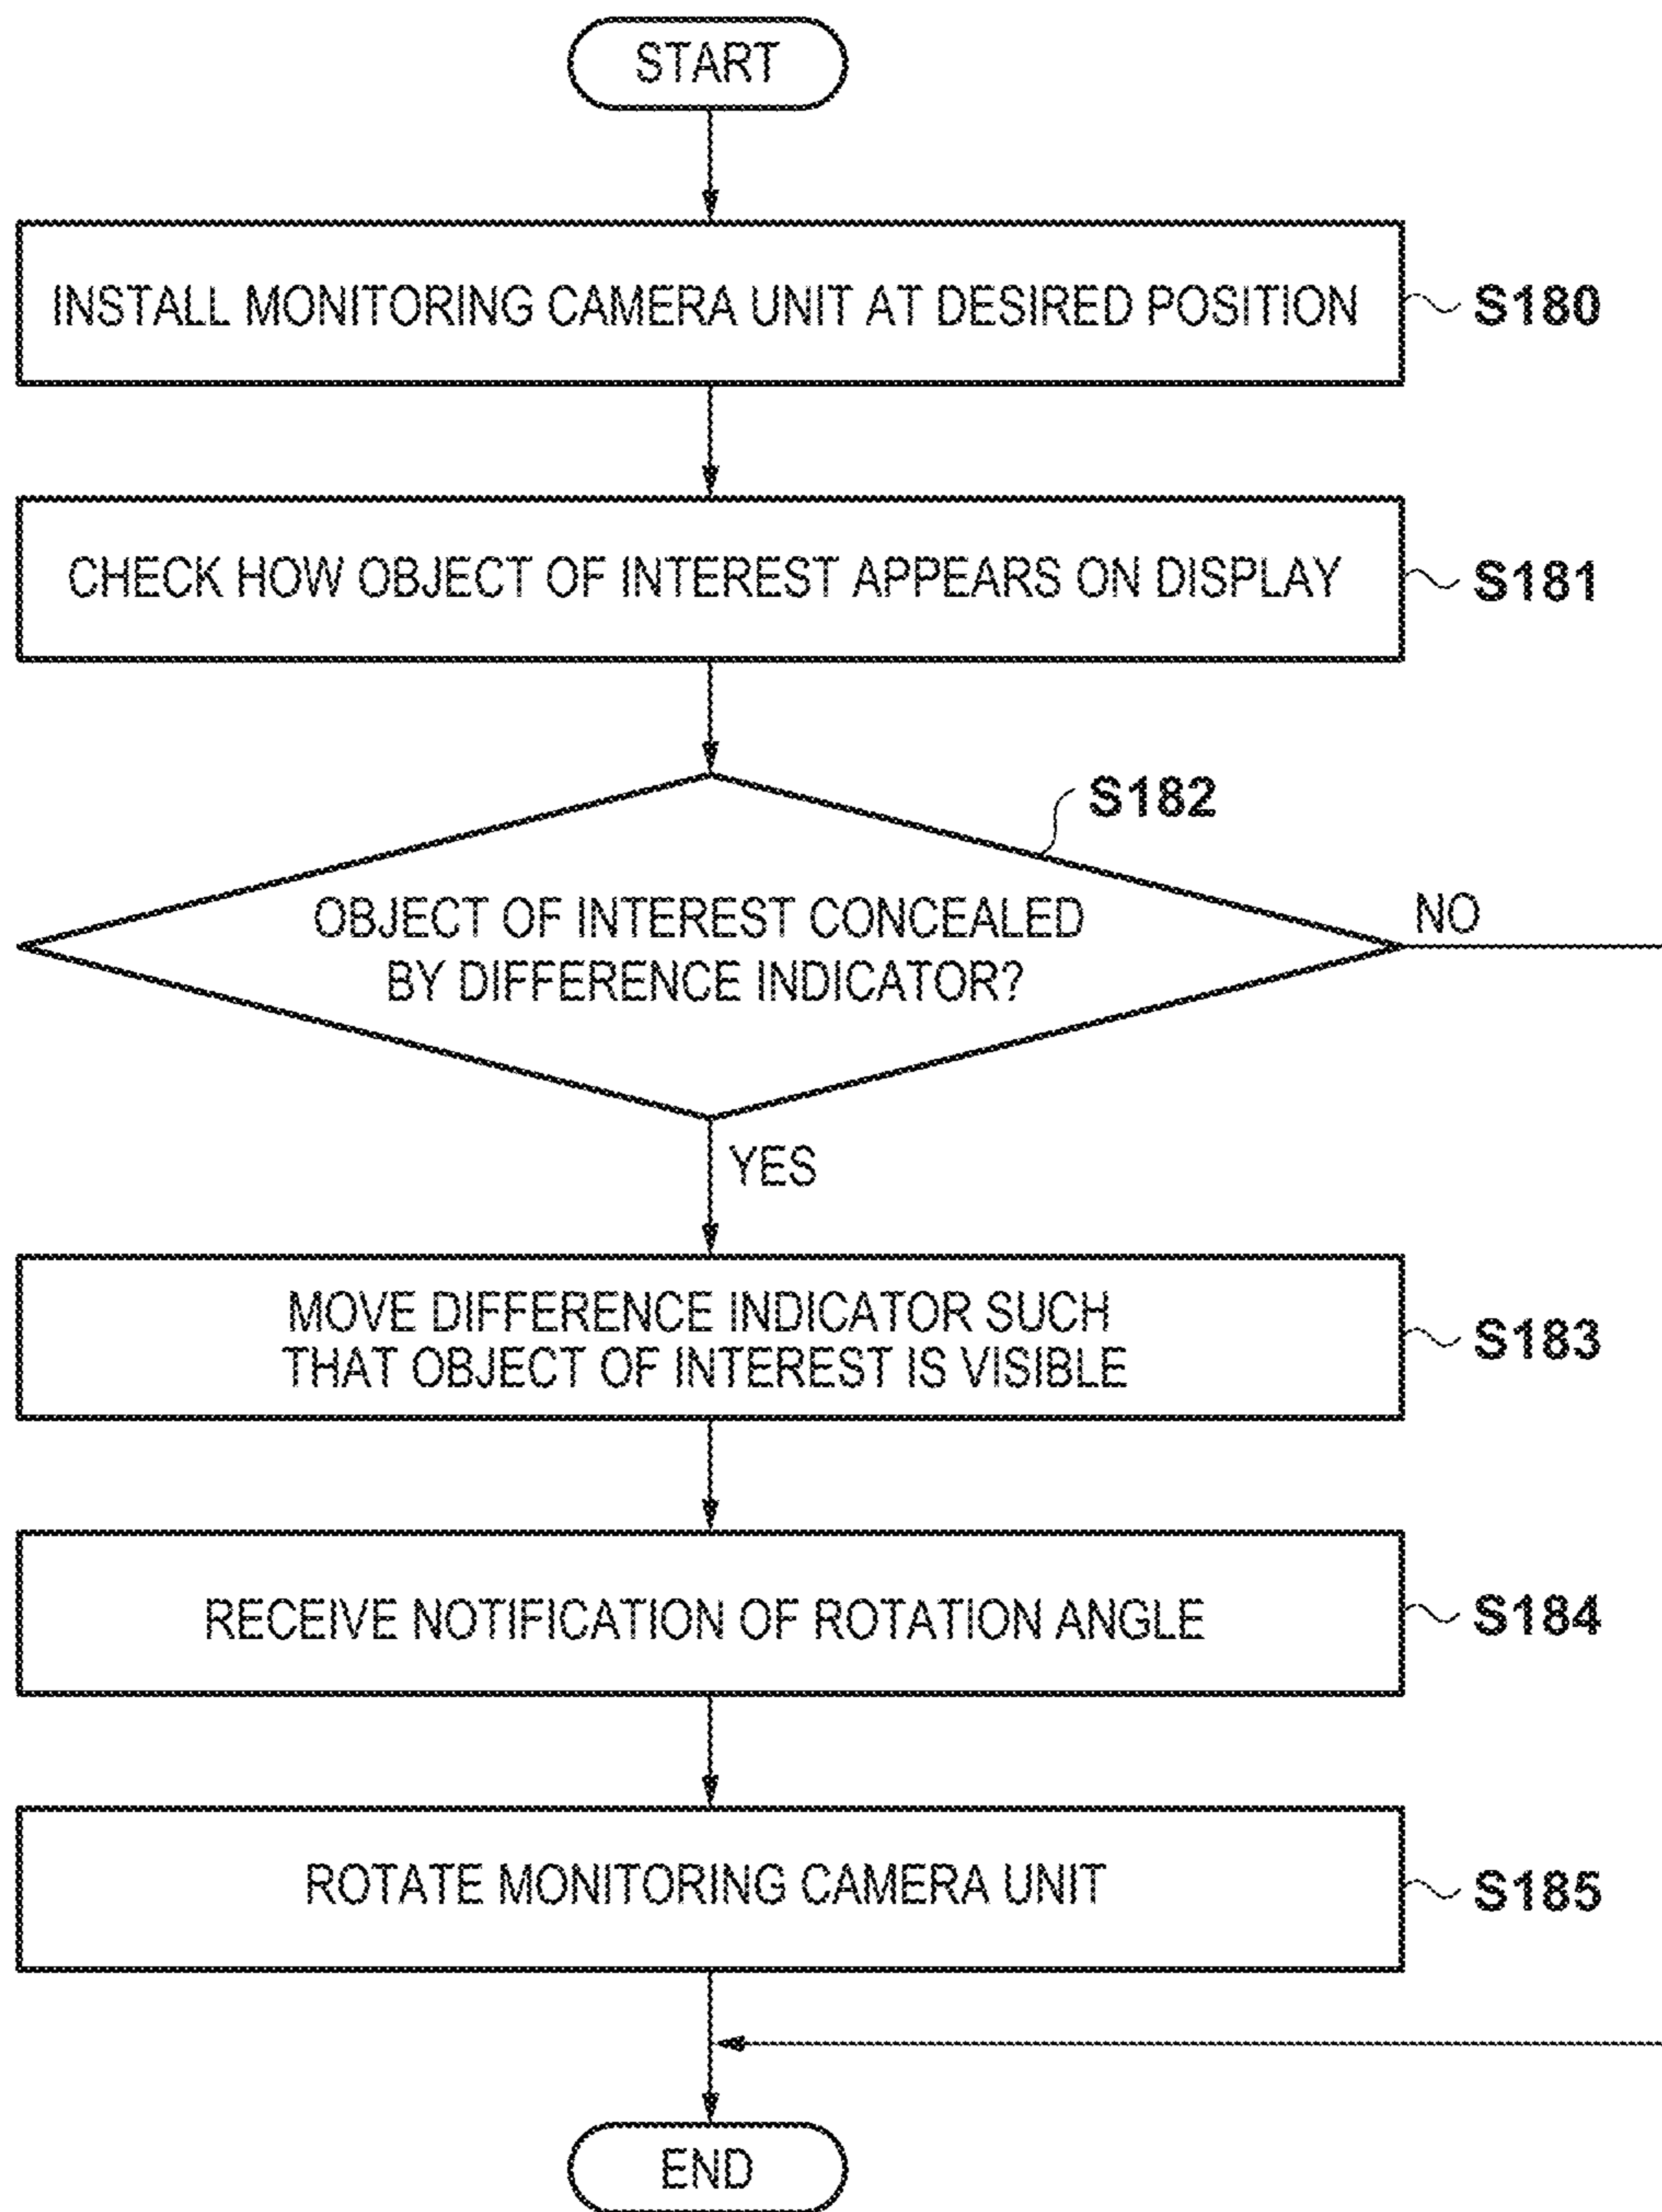 START
INSTALL MONITORING CAMERA UNIT AT DESIRED POSITION
S180
CHECK HOW OBJECT OF INTEREST APPEARS ON DISPLAY
S181
S182
OBJECT OF INTEREST CONCEALED
BY DIFFERENCE INDICATOR?
NO
YES
MOVE DIFFERENCE INDICATOR SUCH
THAT OBJECT OF INTEREST IS VISIBLE
S183
RECEIVE NOTIFICATION OF ROTATION ANGLE
S184
ROTATE MONITORING CAMERA UNIT
S185
END